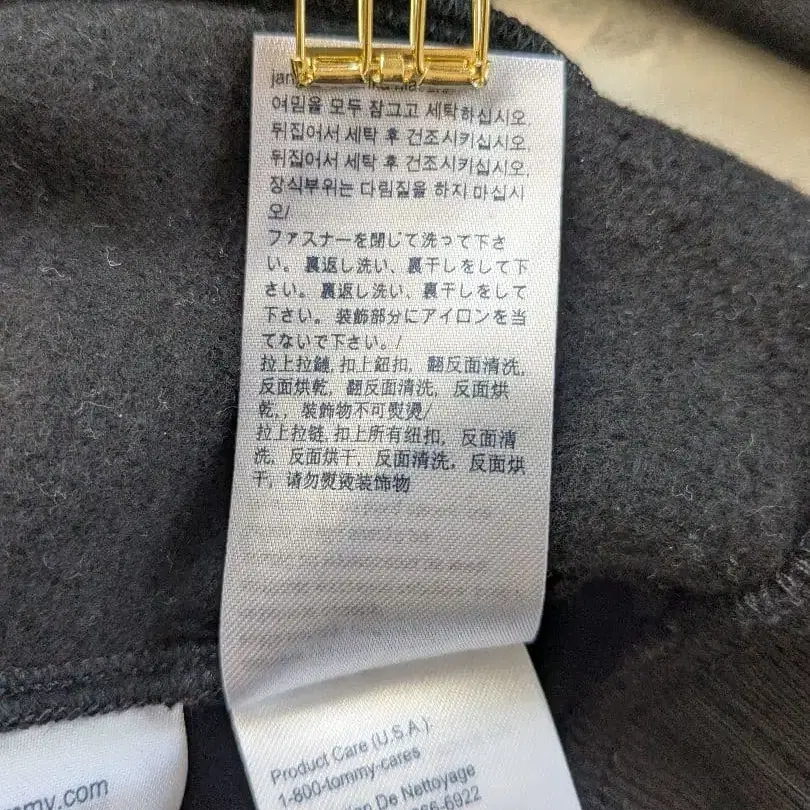 여밈을 모두 잠그고 세탁하십시오
뒤집어서 세탁 후 건조시키십시오,
뒤집어서 세탁 후 건조시키십시오,
장식부위는 다림질을 하지 마십시
오/
ファスナーを閉じて洗って下さ
い。裏返し洗い、裏干しをして下
さい。裏返し洗い、裏干しをして
下さい。装飾部分にアイロンを当
てないで下さい。/
拉上拉鏈, 扣上鈕扣, 翻反面清洗,
反面烘乾, 翻反面清洗, 反面烘
乾,, 裝飾物不可熨燙/
拉上拉链, 扣上所有纽扣, 反面清
洗, 反面烘干, 反面清洗, 反面烘
干, 请勿熨烫装饰物
Product Care (U.S.A.):
1-800-tommy-cares
De Nettoyage
-6922
my.com